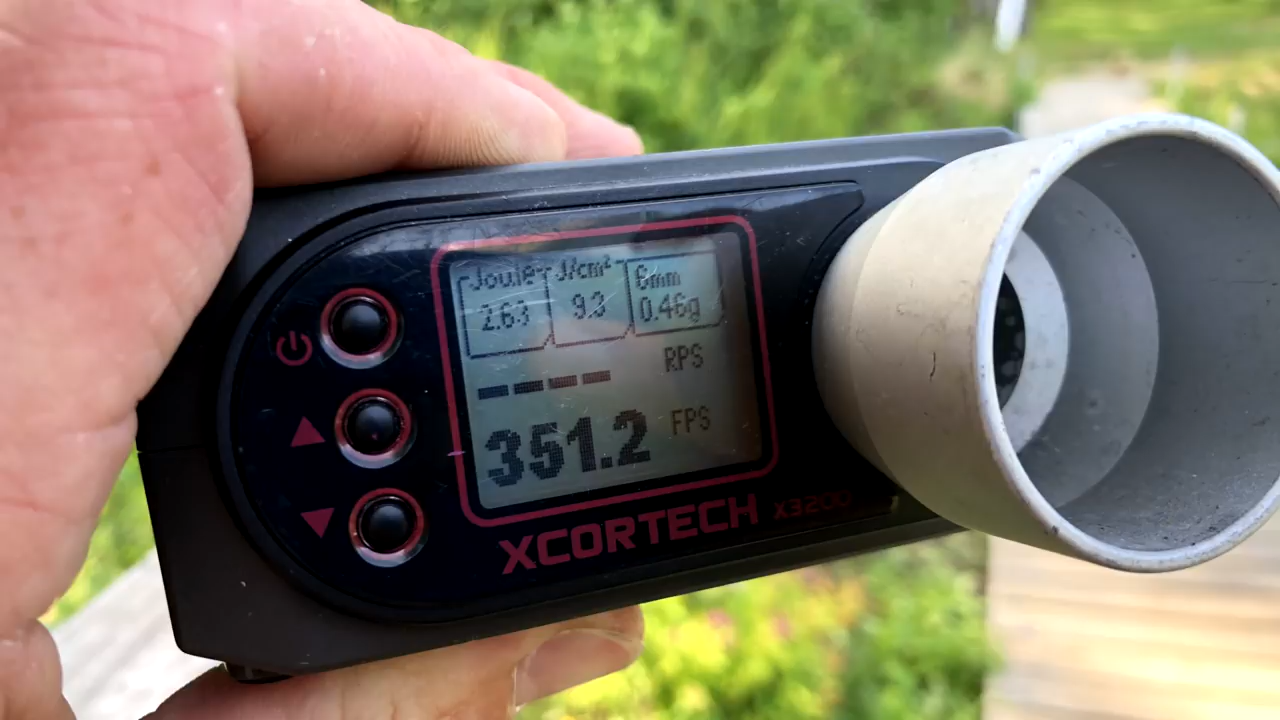 Joule J/cm² 6mm
2.63 9.3 0.46g
RPS
---- 
351.2 FPS
XCORTECH X3200